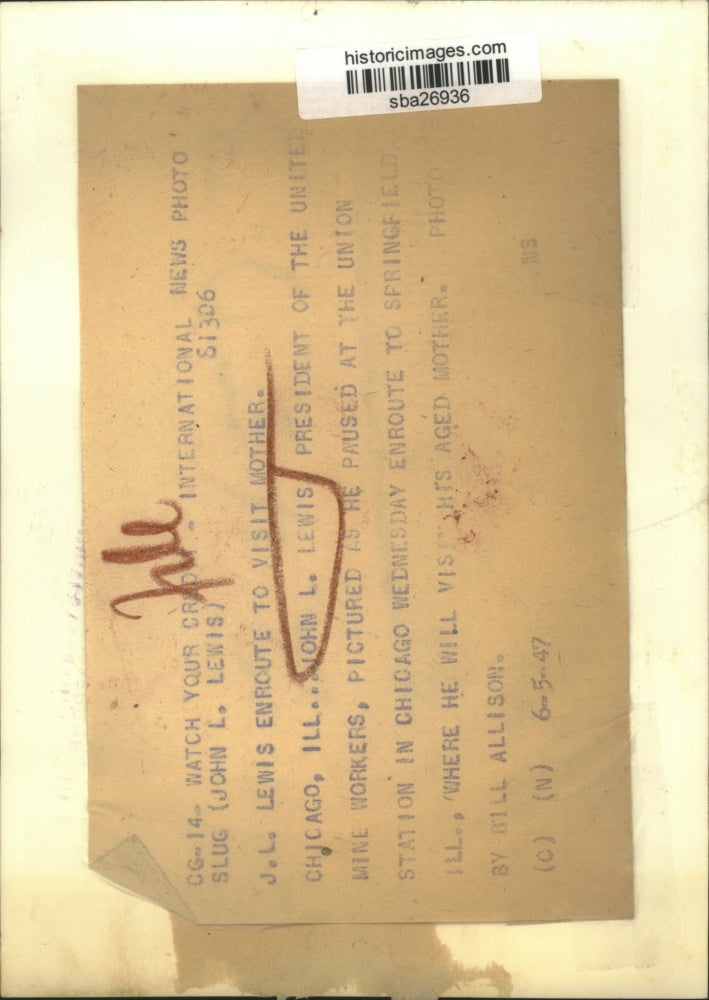 historicimages.com
sba26936
CG-14- WATCH YOUR CREDIT - INTERNATIONAL NEWS PHOTO
SLUG (JOHN L. LEWIS) 51306
J.L. LEWIS ENROUTE TO VISIT MOTHER.
CHICAGO, ILL...JOHN L. LEWIS, PRESIDENT OF THE UNITED
MINE WORKERS, PICTURED AS HE PAUSED AT THE UNION
STATION IN CHICAGO WEDNESDAY ENROUTE TO SPRINGFIELD
ILL., WHERE HE WILL VISIT HIS AGED MOTHER. PHOTO
BY BILL ALLISON.
(C) (N) 6-5-47 NS